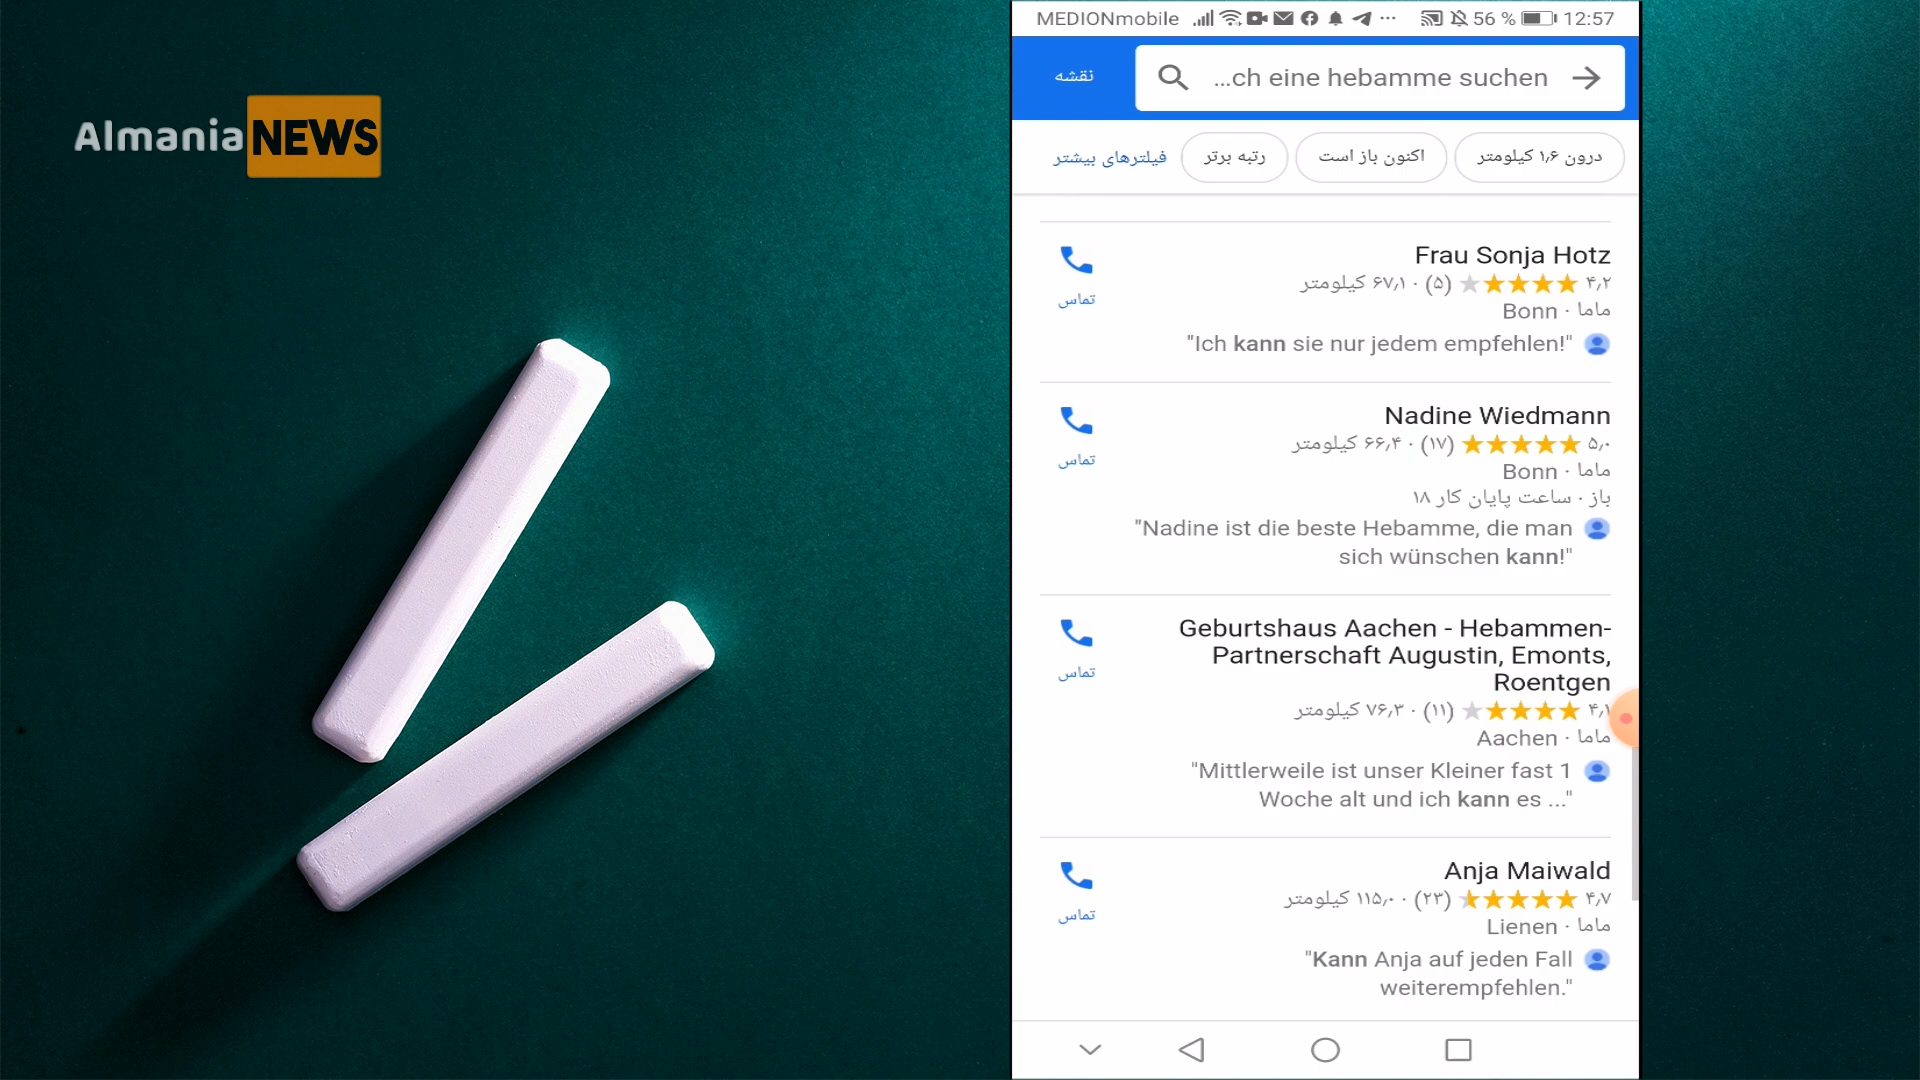 Almania NEWS
MEDIONmobile 56 % 12:57
نقشه
...ch eine hebamme suchen
درون ۱٫۶ کیلومتر
اکنون باز است
رتبه برتر
فیلترهای بیشتر
Frau Sonja Hotz
۴٫۲ (۵) · ۶۷٫۱ کیلومتر
ماما · Bonn
"Ich kann sie nur jedem empfehlen!"
تماس
Nadine Wiedmann
۵٫۰ (۱۷) · ۶۶٫۴ کیلومتر
ماما · Bonn
باز · ساعت پایان کار ۱۸
"Nadine ist die beste Hebamme, die man
sich wünschen kann!"
تماس
Geburtshaus Aachen - Hebammen-
Partnerschaft Augustin, Emonts,
Roentgen
۴٫۱ (۱۱) · ۷۶٫۳ کیلومتر
ماما · Aachen
"Mittlerweile ist unser Kleiner fast 1
Woche alt und ich kann es ..."
تماس
Anja Maiwald
۴٫۷ (۲۳) · ۱۱۵٫۰ کیلومتر
ماما · Lienen
"Kann Anja auf jeden Fall
weiterempfehlen."
تماس